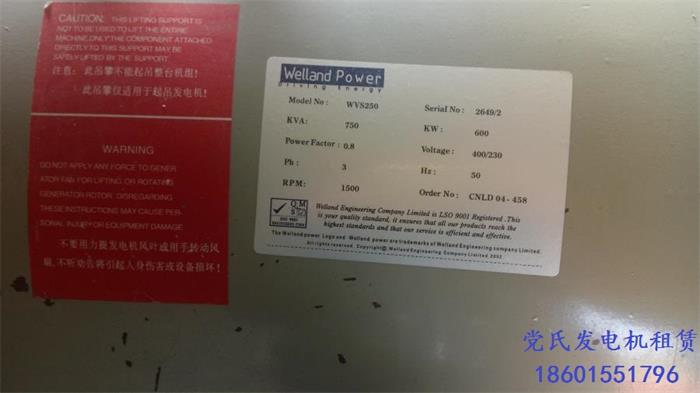 CAUTION: THIS LIFTING SUPPORT IS
NOT TO BE USED TO LIFT THE ENTIRE
MACHINE,ONLY THE COMPONENT ATTACHED
DIRECTLY TO THIS SUPPORT MAY BE
SAFELY LIFTED BY THE SUPPORT
注意: 此吊攀不能起吊整台机组!
此吊攀仅适用于起吊发电机!
WARNING
DO NOT APPLY ANY FORCE TO GENER
ATOR FAN FOR LIFTING OR ROTATING
GENERATOR ROTOR DISREGARDING
THESE INSTRUCTIONS MAY CAUSE PER
SONAL INJURY OR EQUIPMENT DAMAGE
不要用力搬发电机风叶或用手转动风
扇,不听劝告将引起人身伤害或设备损坏!
Welland Power
Driving Energy
Model No: WVS250 Serial No: 2649/2
KVA: 750 KW: 600
Power Factor: 0.8 Voltage: 400/230
Ph: 3 Hz: 50
RPM: 1500 Order No: CNLD 04-458
Welland Engineering Company Limited is LSO 9001 Registered .This
is your quality standard, it ensures that all our products reach the
highest standards and that our service is efficient and effective.
The Welland power Logo and Welland power are trademarks of Welland Engineering company Limited.
All rights reserved. Copyright© Welland Engineering Company Limited 2002
党氏发电机租赁
18601551796